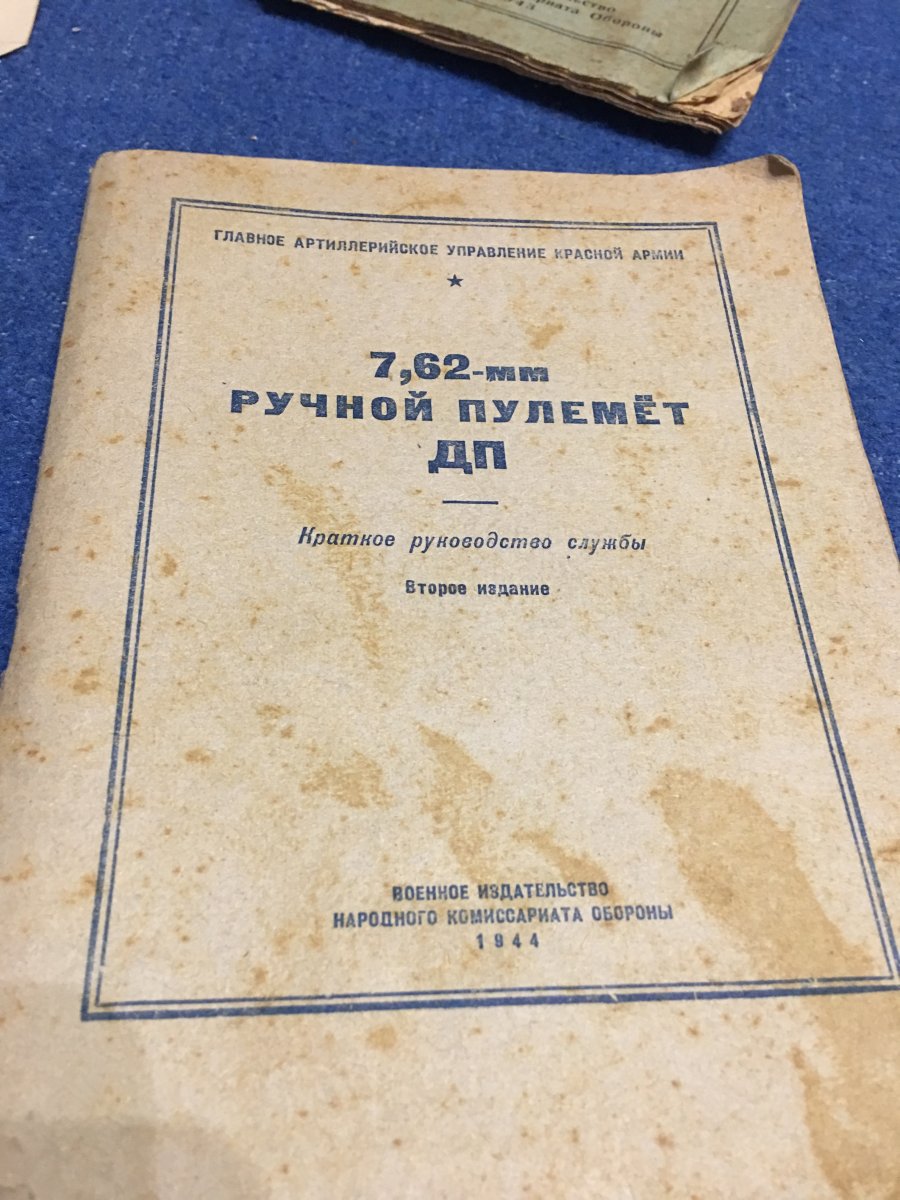 Обороны
ГЛАВНОЕ АРТИЛЛЕРИЙСКОЕ УПРАВЛЕНИЕ КРАСНОЙ АРМИИ
7,62-мм
РУЧНОЙ ПУЛЕМЁТ
ДП
Краткое руководство службы
Второе издание
ВОЕННОЕ ИЗДАТЕЛЬСТВО
НАРОДНОГО КОМИССАРИАТА ОБОРОНЫ
1944